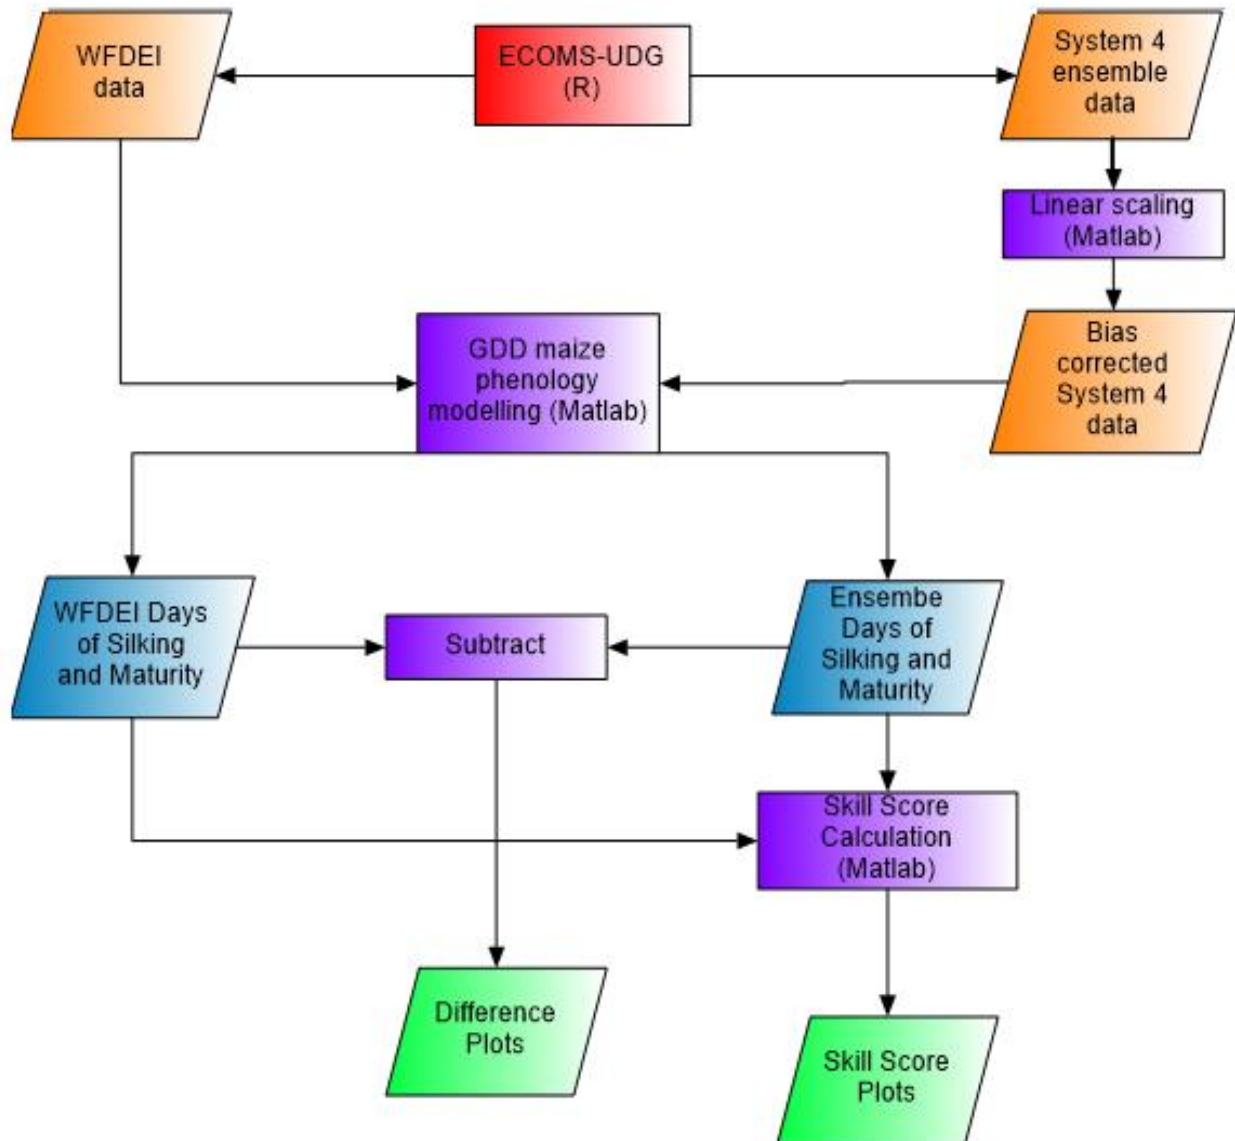 WFDEI
data
ECOMS-UDG
(R)
System 4
ensemble
data
Linear scaling
(Matlab)
GDD maize
phenology
modelling (Matlab)
Bias
corrected
System 4
data
WFDEI Days
of Silking
and Maturity
Subtract
Ensembe
Days of
Silking and
Maturity
Skill Score
Calculation
(Matlab)
Difference
Plots
Skill Score
Plots